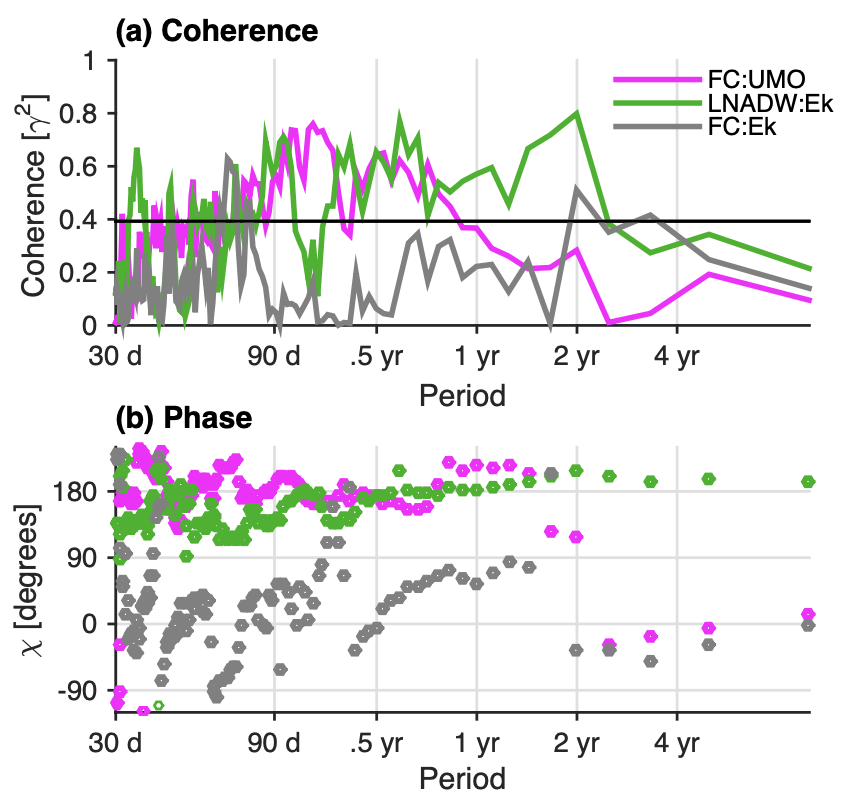 (a) Coherence
Coherence [γ²]
1
0.8
0.6
0.4
0.2
0
FC:UMO
LNADW:Ek
FC:Ek
30 d
90 d
.5 yr
1 yr
2 yr
4 yr
Period
(b) Phase
χ [degrees]
180
90
0
-90
30 d
90 d
.5 yr
1 yr
2 yr
4 yr
Period